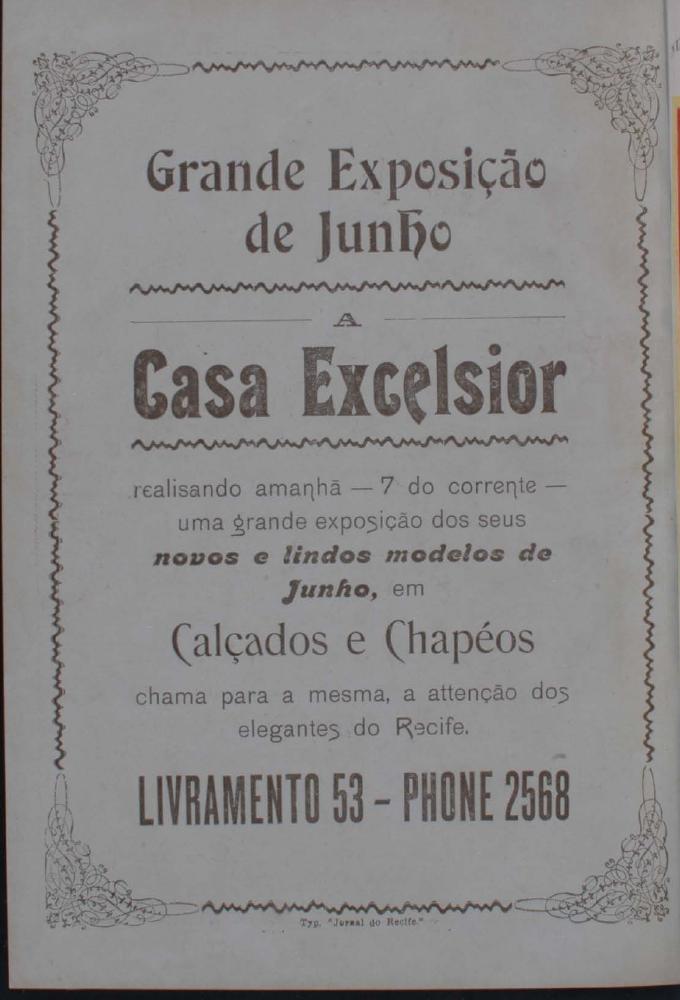 Grande Exposição
de Junho
A
Casa Excelsior
realisando amanhã — 7 do corrente —
uma grande exposição dos seus
novos e lindos modelos de
Junho, em
Calçados e Chapéos
chama para a mesma, a attenção dos
elegantes do Recife.
LIVRAMENTO 53 - PHONE 2568
Typ. "Jornal do Recife."